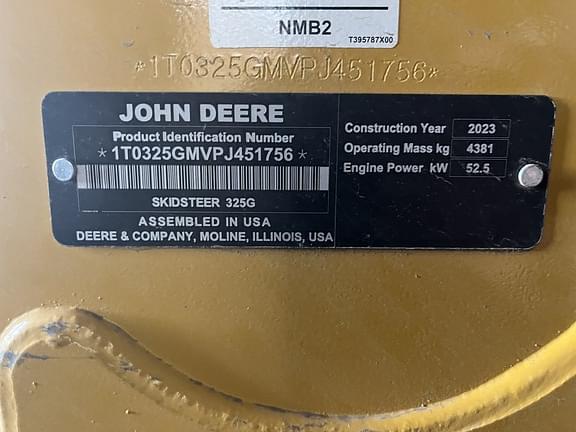 NMB2
T395787X00
*1T0325GMVPJ451756*
JOHN DEERE
Product Identification Number
*1T0325GMVPJ451756*
SKIDSTEER 325G
ASSEMBLED IN USA
DEERE & COMPANY, MOLINE, ILLINOIS, USA
Construction Year 2023
Operating Mass kg 4381
Engine Power kW 52.5